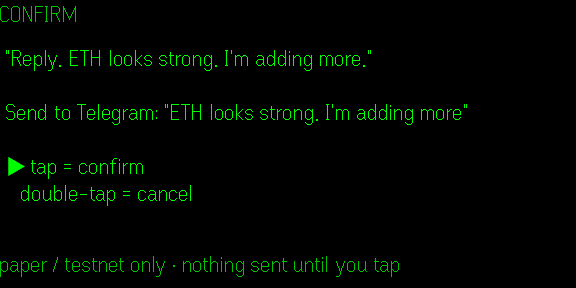 CONFIRM
"Reply. ETH looks strong. I'm adding more."
Send to Telegram: "ETH looks strong. I'm adding more"
▶ tap = confirm
double-tap = cancel
paper / testnet only · nothing sent until you tap